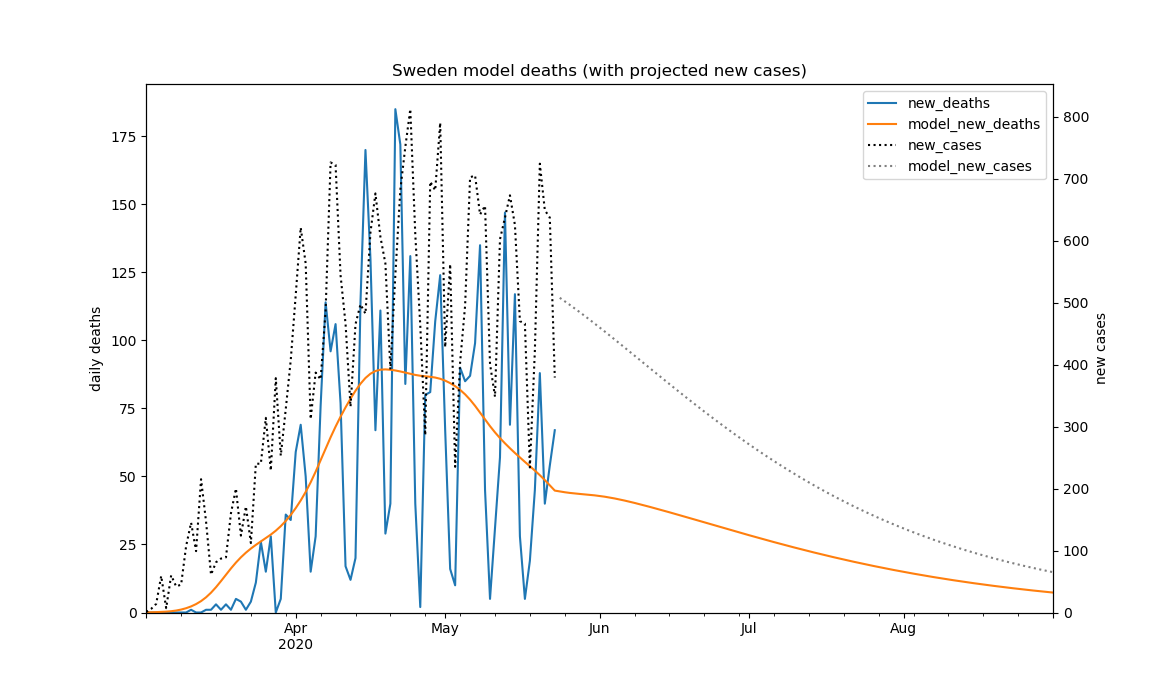 Sweden model deaths (with projected new cases)
new_deaths
model_new_deaths
new_cases
model_new_cases
daily deaths
175
150
125
100
75
50
25
0
new cases
800
700
600
500
400
300
200
100
0
Apr
2020
May
Jun
Jul
Aug